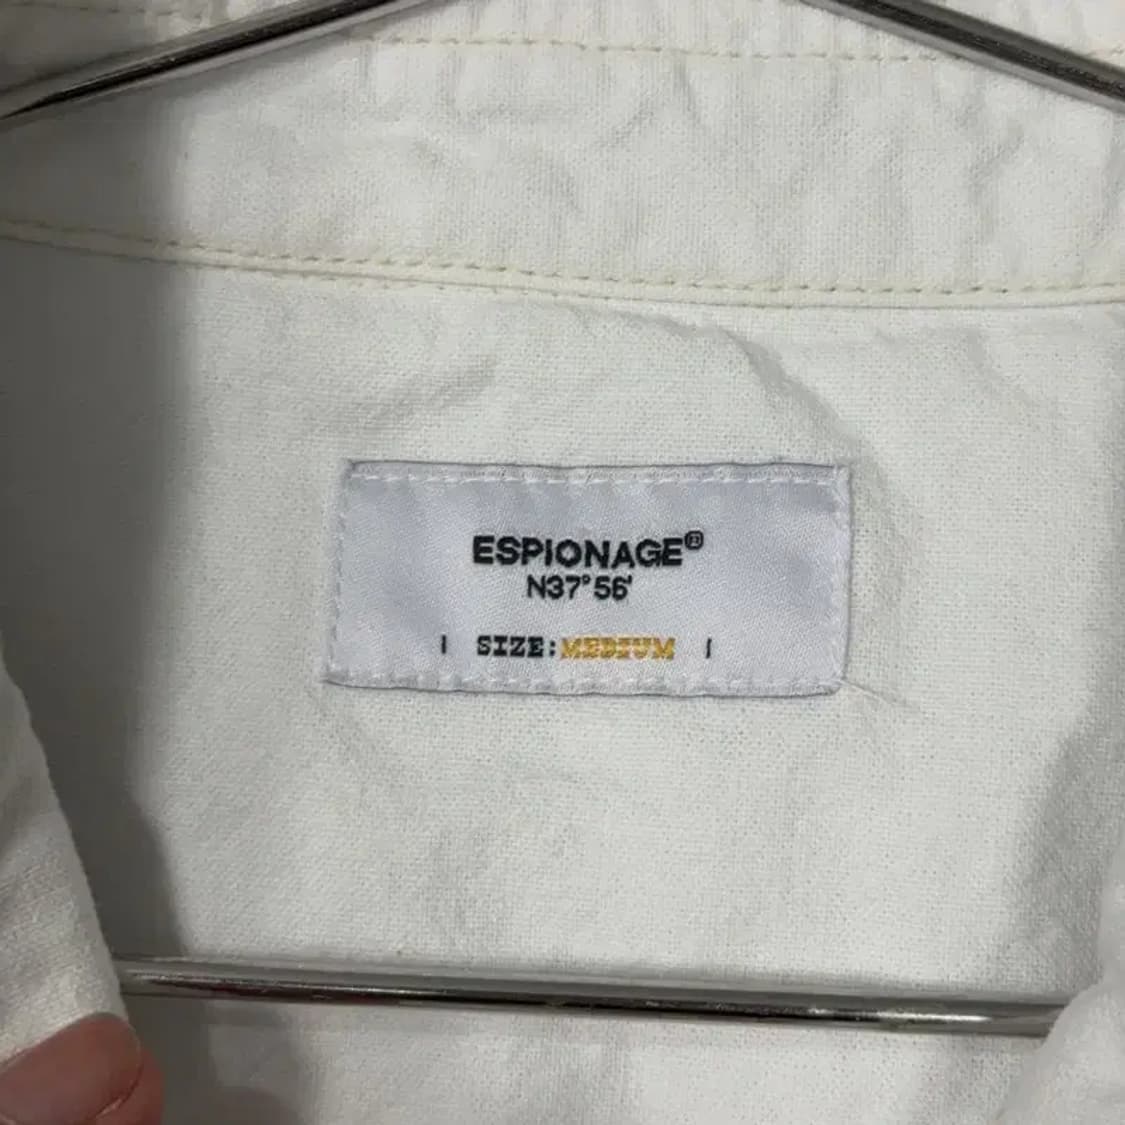 ESPIONAGE®
N37°56'
| SIZE:MEDIUM |